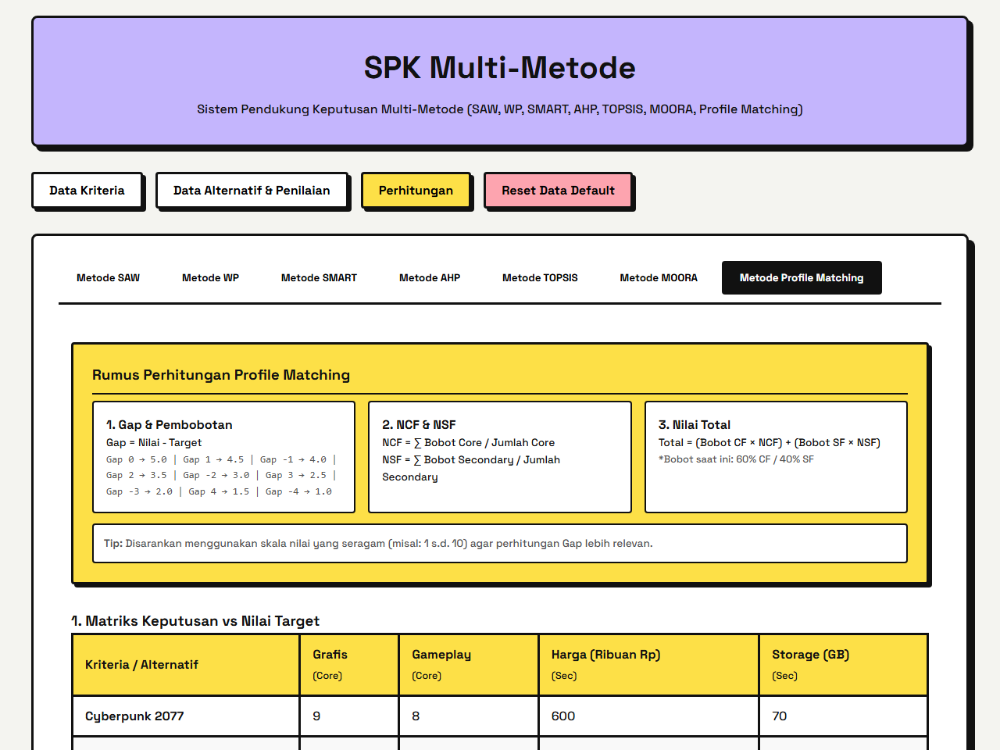 SPK Multi-Metode
Sistem Pendukung Keputusan Multi-Metode (SAW, WP, SMART, AHP, TOPSIS, MOORA, Profile Matching)
Data Kriteria
Data Alternatif & Penilaian
Perhitungan
Reset Data Default
Metode SAW
Metode WP
Metode SMART
Metode AHP
Metode TOPSIS
Metode MOORA
Metode Profile Matching
Rumus Perhitungan Profile Matching
1. Gap & Pembobotan
Gap = Nilai - Target
Gap 0 → 5.0 | Gap 1 → 4.5 | Gap -1 → 4.0 |
Gap 2 → 3.5 | Gap -2 → 3.0 | Gap 3 → 2.5 |
Gap -3 → 2.0 | Gap 4 → 1.5 | Gap -4 → 1.0
2. NCF & NSF
NCF = ∑ Bobot Core / Jumlah Core
NSF = ∑ Bobot Secondary / Jumlah
Secondary
3. Nilai Total
Total = (Bobot CF × NCF) + (Bobot SF × NSF)
*Bobot saat ini: 60% CF / 40% SF
Tip: Disarankan menggunakan skala nilai yang seragam (misal: 1 s.d. 10) agar perhitungan Gap lebih relevan.
1. Matriks Keputusan vs Nilai Target
Kriteria / Alternatif
Grafis
(Core)
Gameplay
(Core)
Harga (Ribuan Rp)
(Sec)
Storage (GB)
(Sec)
Cyberpunk 2077
9
8
600
70